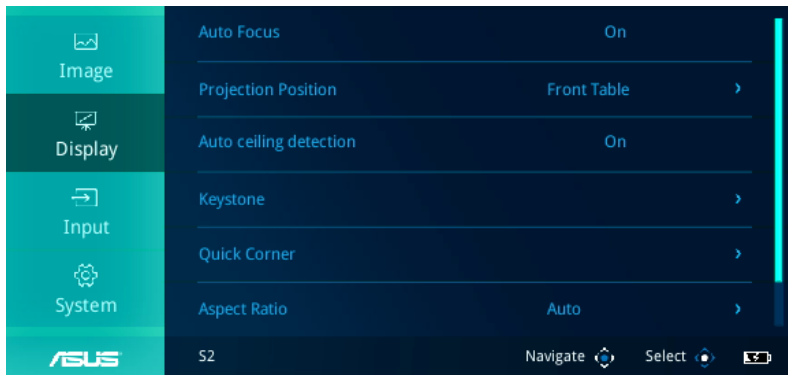 Image
Display
Input
System
Auto Focus On
Projection Position Front Table
Auto ceiling detection On
Keystone
Quick Corner
Aspect Ratio Auto
ASUS S2 Navigate Select